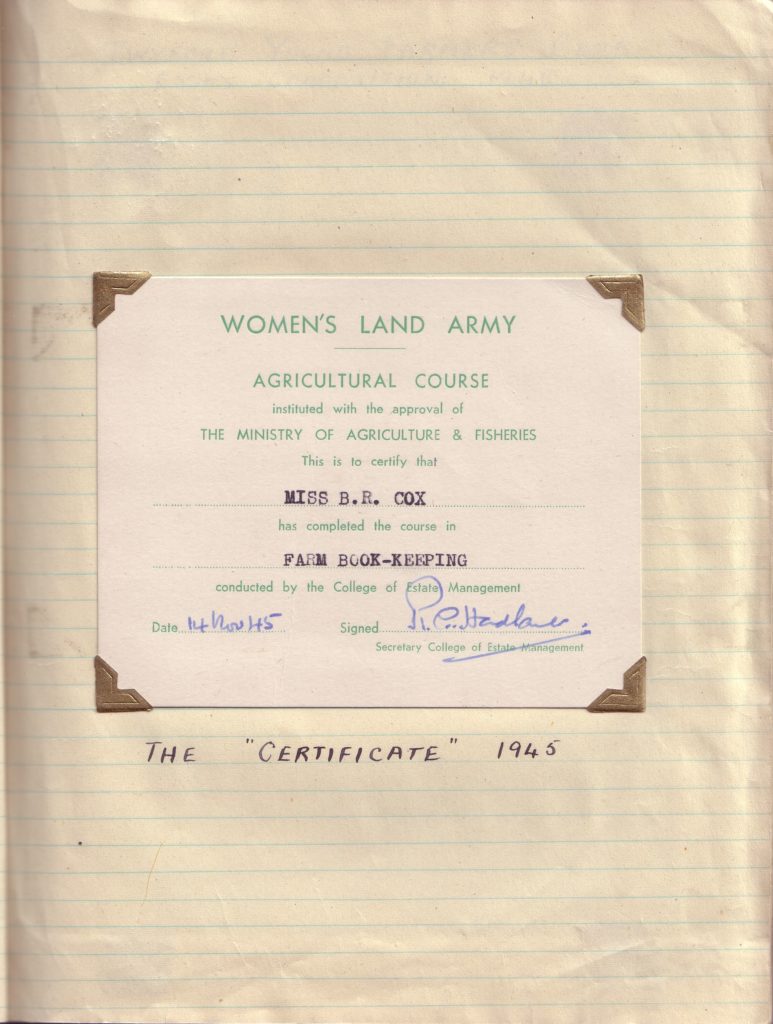 WOMEN'S LAND ARMY
AGRICULTURAL COURSE
instituted with the approval of
THE MINISTRY OF AGRICULTURE & FISHERIES
This is to certify that
MISS B.R. COX
has completed the course in
FARM BOOK-KEEPING
conducted by the College of Estate Management
Date 14 Nov 45 Signed
Secretary College of Estate Management
THE "CERTIFICATE" 1945